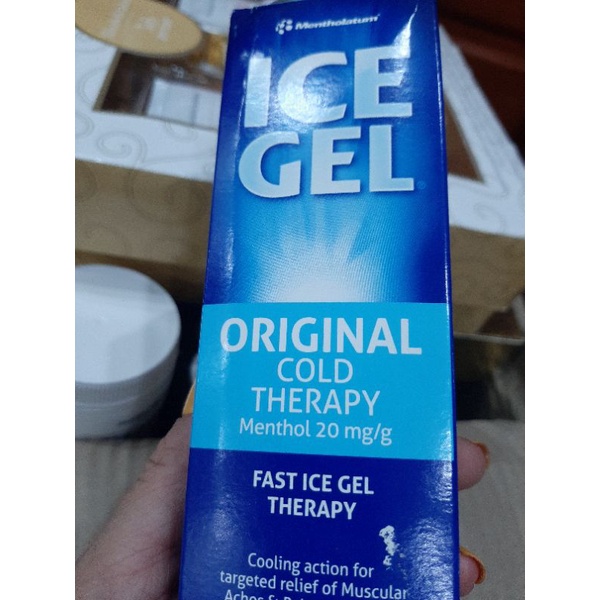 Mentholatum
ICE
GEL
ORIGINAL
COLD
THERAPY
Menthol 20 mg/g
FAST ICE GEL
THERAPY
Cooling action for
targeted relief of Muscular
Aches &